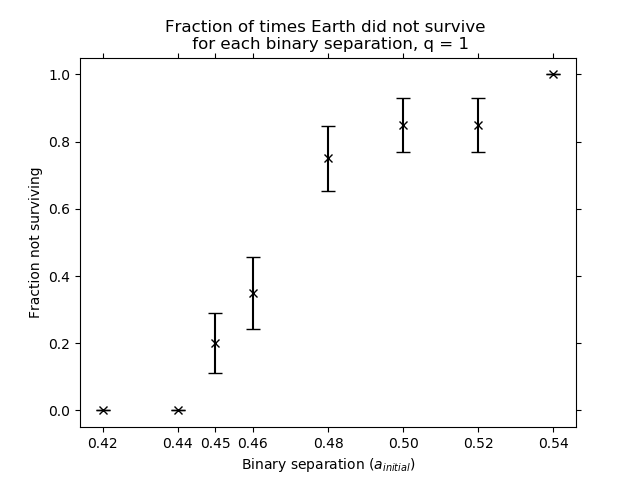 Fraction of times Earth did not survive
for each binary separation, q = 1
1.0
0.8
0.6
0.4
0.2
0.0
Fraction not surviving
0.42 0.44 0.45 0.46 0.48 0.50 0.52 0.54
Binary separation (a_initial)